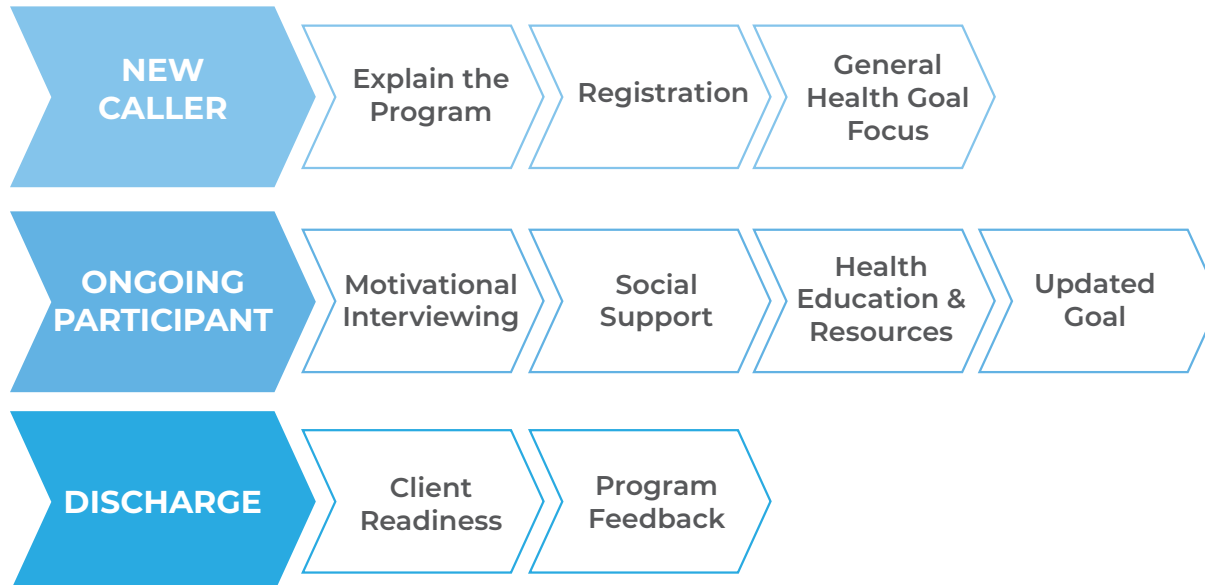 NEW
CALLER
Explain the
Program
Registration
General
Health Goal
Focus
ONGOING
PARTICIPANT
Motivational
Interviewing
Social
Support
Health
Education &
Resources
Updated
Goal
DISCHARGE
Client
Readiness
Program
Feedback